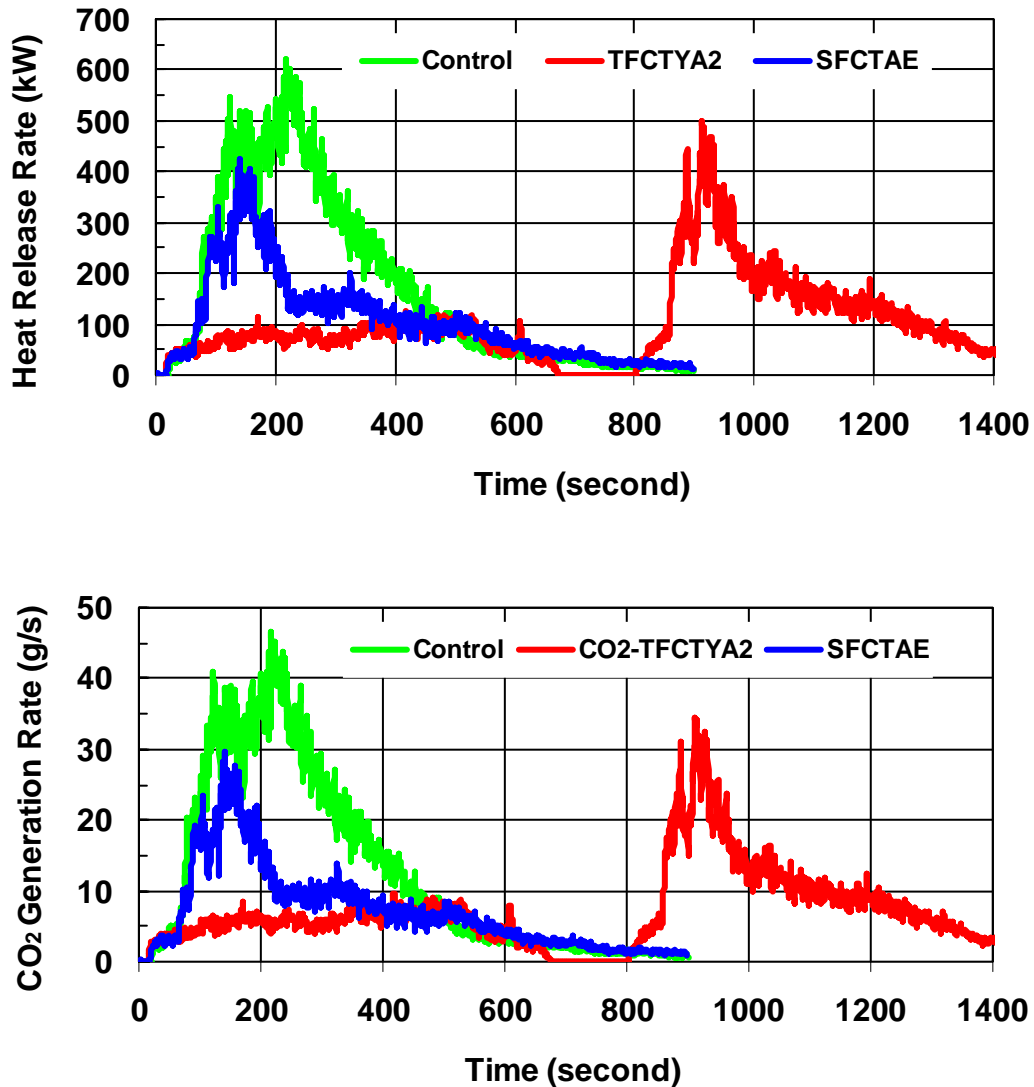 700
600
500
400
300
200
100
0
Heat Release Rate (kW)
Control TFCTYA2 SFCTAE
0 200 400 600 800 1000 1200 1400
Time (second)
50
40
30
20
10
0
CO2 Generation Rate (g/s)
Control CO2-TFCTYA2 SFCTAE
0 200 400 600 800 1000 1200 1400
Time (second)